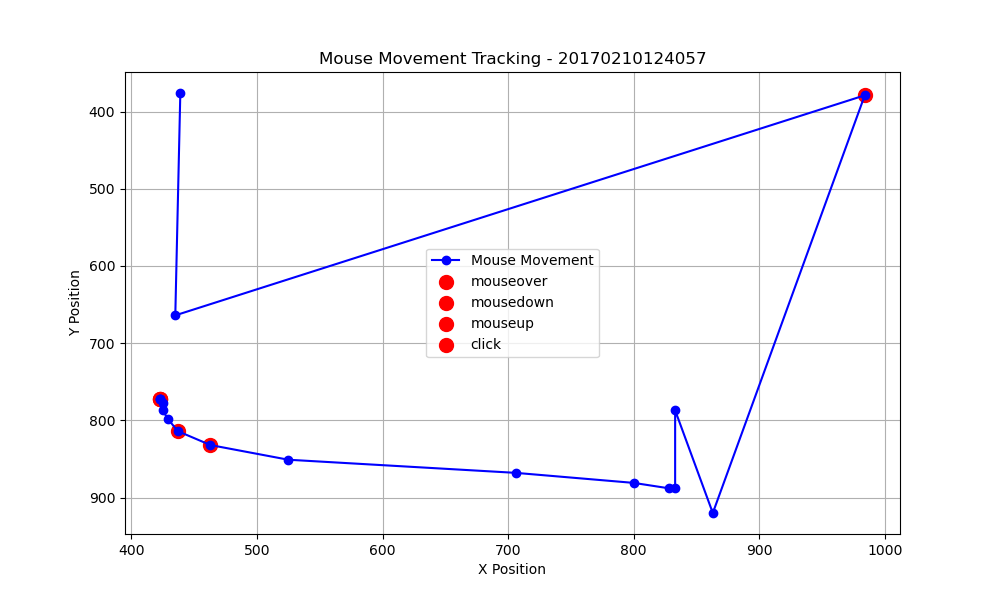 Mouse Movement Tracking - 20170210124057
400
500
600
700
800
900
Y Position
Mouse Movement
mouseover
mousedown
mouseup
click
400 500 600 700 800 900 1000
X Position